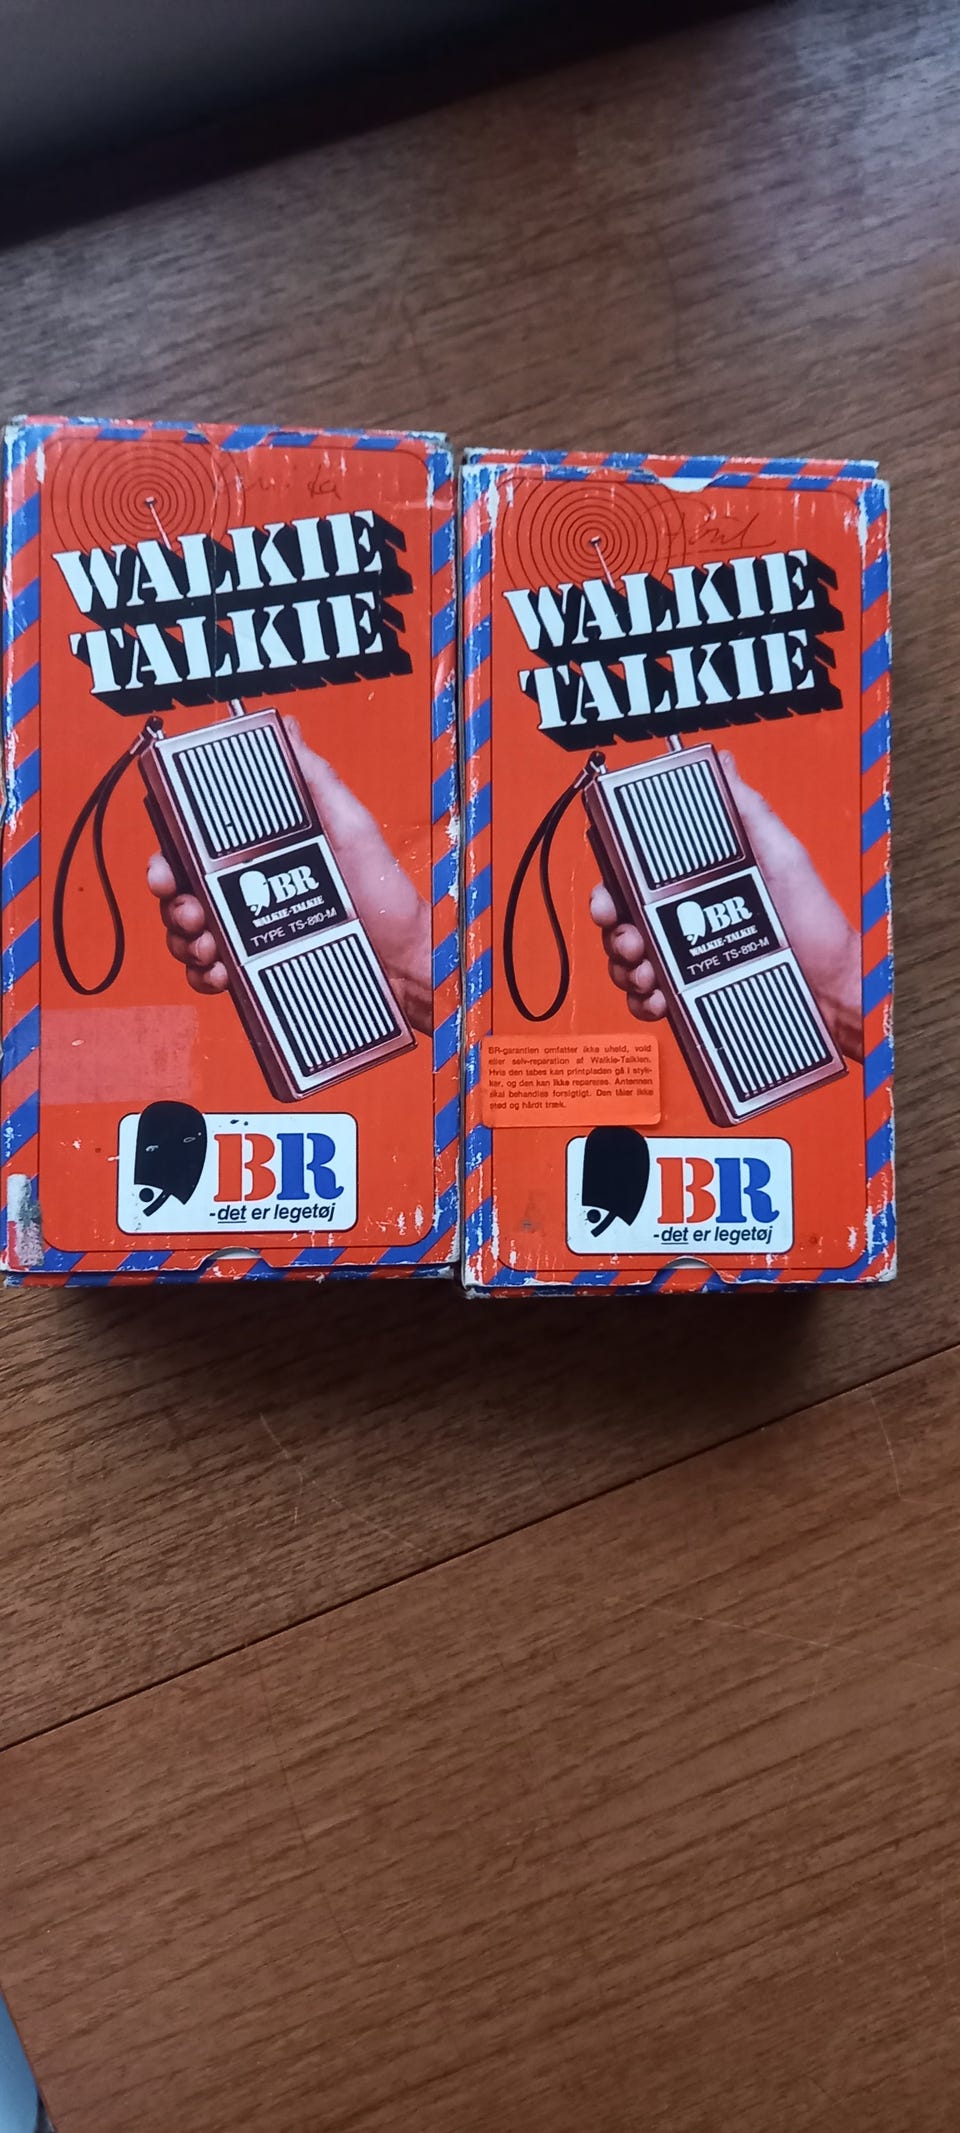 WALKIE
TALKIE
BR
WALKIE-TALKIE
TYPE TS-810-M
BR
-det er legetøj
WALKIE
TALKIE
BR
WALKIE-TALKIE
TYPE TS-810-M
BR-garantien omfatter ikke uheld, vold
eller selv-reparation af Walkie-Talkien.
Hvis den tabes kan printpladen gå i styk-
ker, og den kan ikke repareres. Antennen
skal behandles forsigtigt. Den tåler ikke
stød og hårdt træk.
BR
-det er legetøj